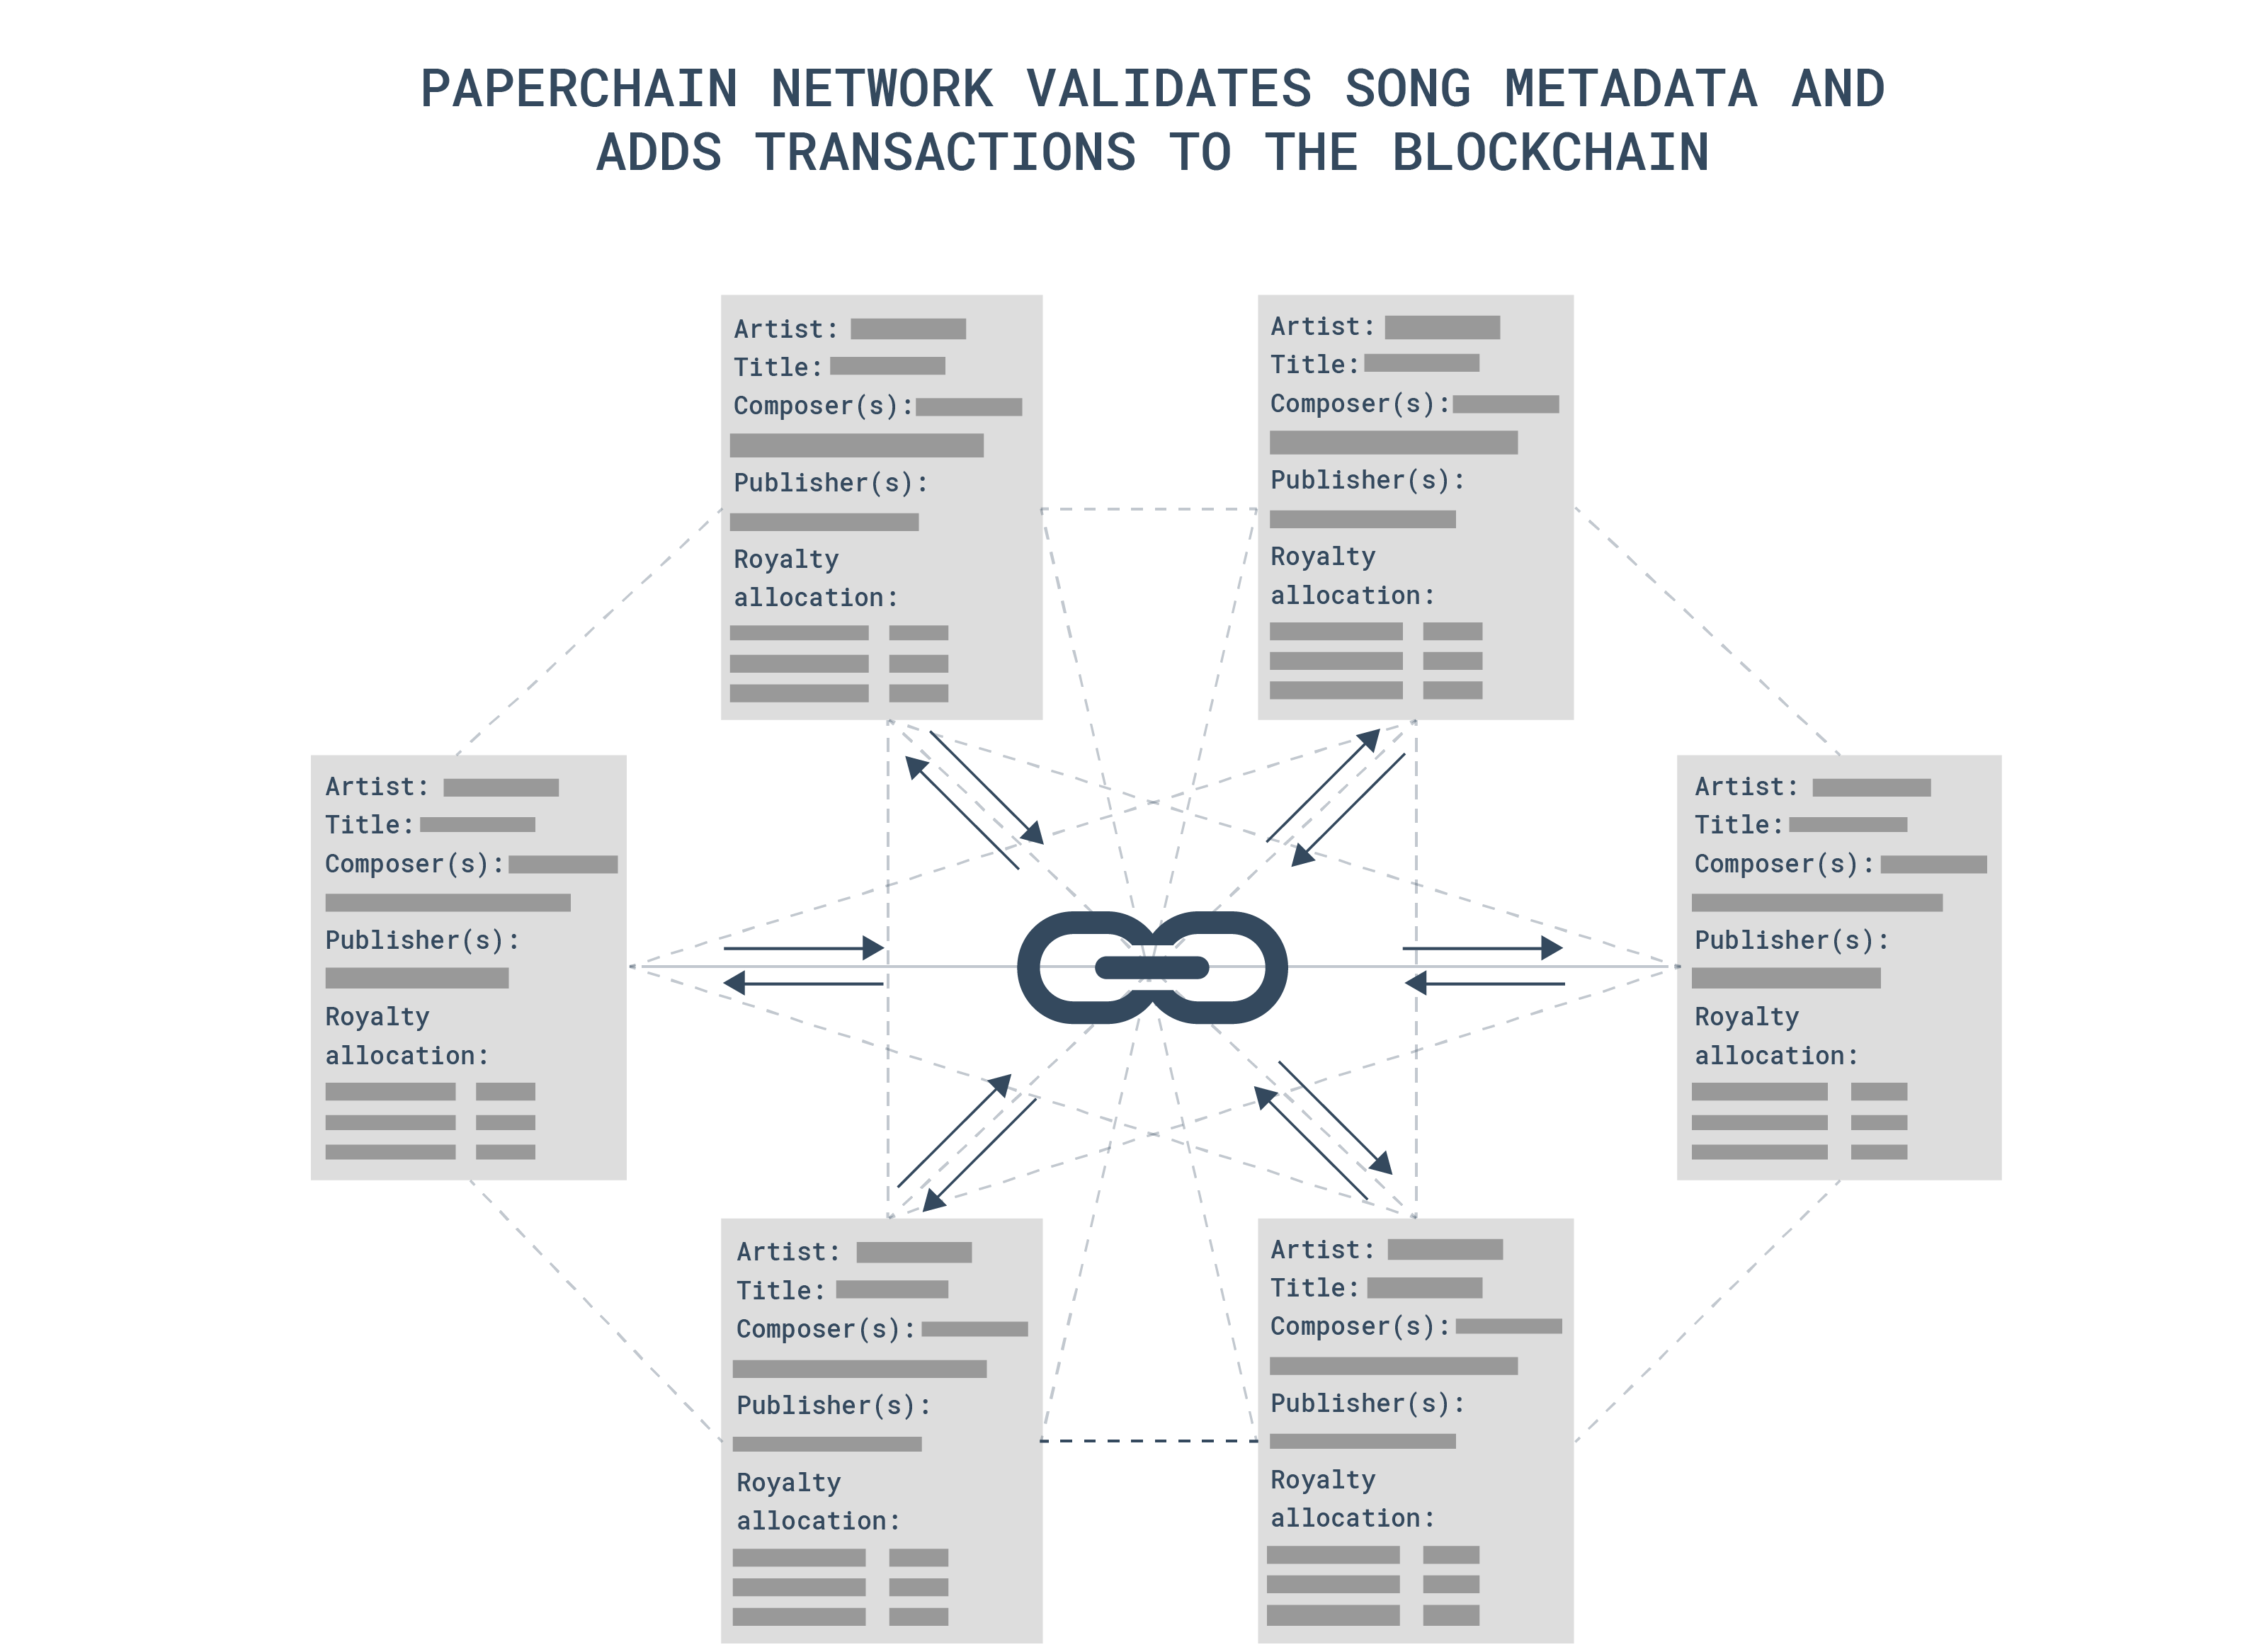 PAPERCHAIN NETWORK VALIDATES SONG METADATA AND
ADDS TRANSACTIONS TO THE BLOCKCHAIN
Artist:
Title:
Composer(s):
Publisher(s):
Royalty
allocation:
Artist:
Title:
Composer(s):
Publisher(s):
Royalty
allocation:
Artist:
Title:
Composer(s):
Publisher(s):
Royalty
allocation:
Artist:
Title:
Composer(s):
Publisher(s):
Royalty
allocation:
Artist:
Title:
Composer(s):
Publisher(s):
Royalty
allocation:
Artist:
Title:
Composer(s):
Publisher(s):
Royalty
allocation: